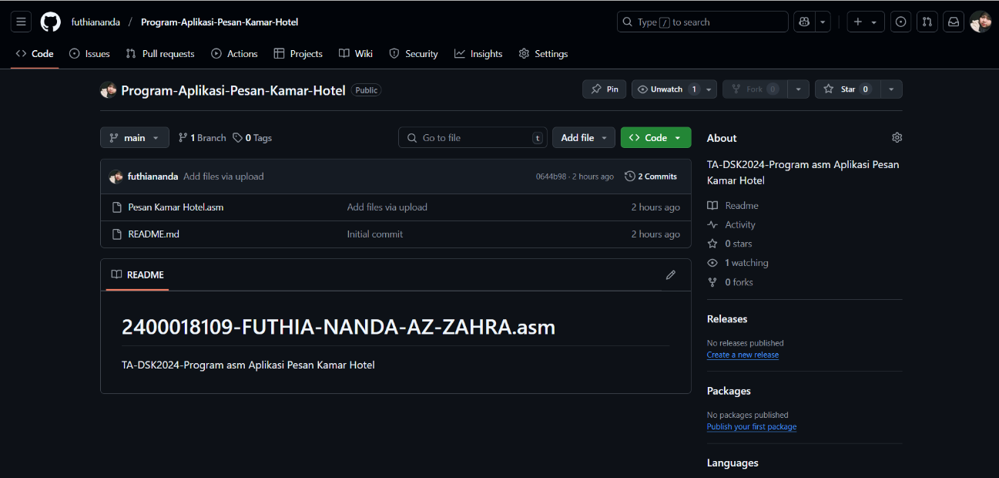 futhiananda / Program-Aplikasi-Pesan-Kamar-Hotel Type / to search
Code Issues Pull requests Actions Projects Wiki Security Insights Settings
Program-Aplikasi-Pesan-Kamar-Hotel Public Pin Unwatch 1 Fork 0 Star 0
main 1 Branch 0 Tags Go to file t Add file Code
futhiananda Add files via upload 0644b98 · 2 hours ago 2 Commits
Pesan Kamar Hotel.asm Add files via upload 2 hours ago
README.md Initial commit 2 hours ago
README
2400018109-FUTHIA-NANDA-AZ-ZAHRA.asm
TA-DSK2024-Program asm Aplikasi Pesan Kamar Hotel
About
TA-DSK2024-Program asm Aplikasi Pesan
Kamar Hotel
Readme
Activity
0 stars
1 watching
0 forks
Releases
No releases published
Create a new release
Packages
No packages published
Publish your first package
Languages